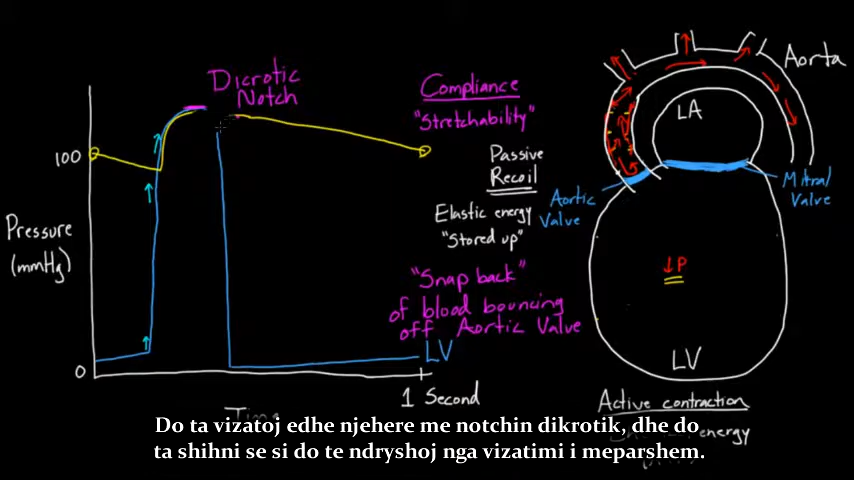 Dicrotic
Notch
100
Pressure
(mmHg)
0
1 Second
LV
Compliance
"Stretchability"
Passive
Recoil
Elastic energy
"Stored up"
"Snap back"
of blood bouncing
off Aortic Valve
Aorta
LA
Aortic
Valve
Mitral
Valve
↓P
LV
Active contraction
energy
Do ta vizatoj edhe njehere me notchin dikrotik, dhe do
ta shihni se si do te ndryshoj nga vizatimi i meparshem.